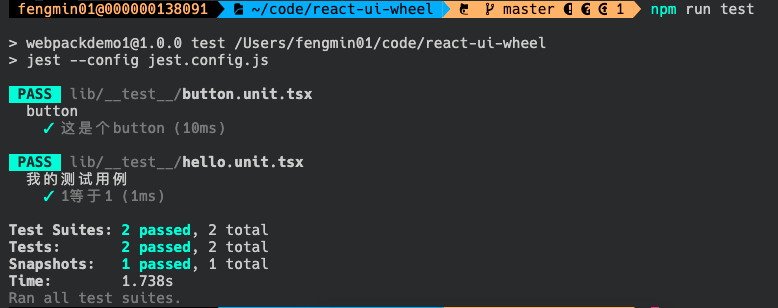 fengmin01@000000138091 ~/code/react-ui-wheel master 1 npm run test
> webpackdemo1@1.0.0 test /Users/fengmin01/code/react-ui-wheel
> jest --config jest.config.js
PASS lib/__test__/button.unit.tsx
button
✓ 这是个button (10ms)
PASS lib/__test__/hello.unit.tsx
我的测试用例
✓ 1等于1 (1ms)
Test Suites: 2 passed, 2 total
Tests: 2 passed, 2 total
Snapshots: 1 passed, 1 total
Time: 1.738s
Ran all test suites.